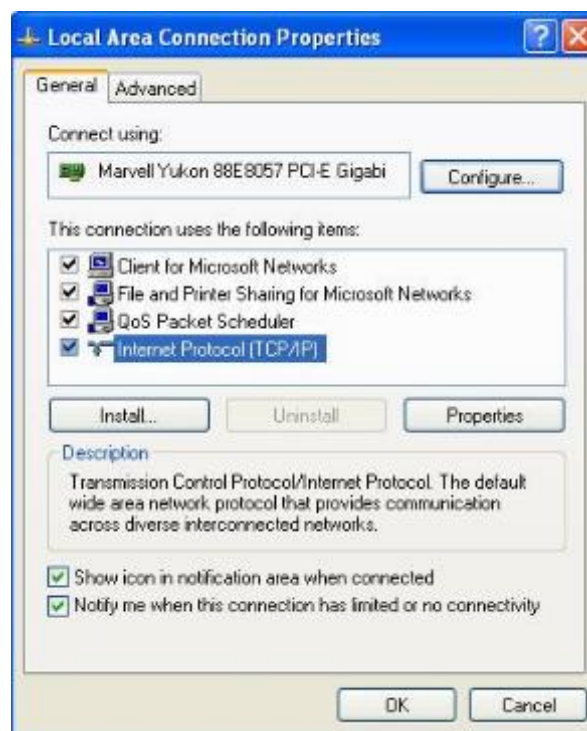 Local Area Connection Properties
General
Advanced
Connect using:
Marvell Yukon 88E8057 PCI-E Gigabi
Configure...
This connection uses the following items:
Client for Microsoft Networks
File and Printer Sharing for Microsoft Networks
QoS Packet Scheduler
Internet Protocol (TCP/IP)
Install...
Uninstall
Properties
Description
Transmission Control Protocol/Internet Protocol. The default
wide area network protocol that provides communication
across diverse interconnected networks.
Show icon in notification area when connected
Notify me when this connection has limited or no connectivity
OK
Cancel